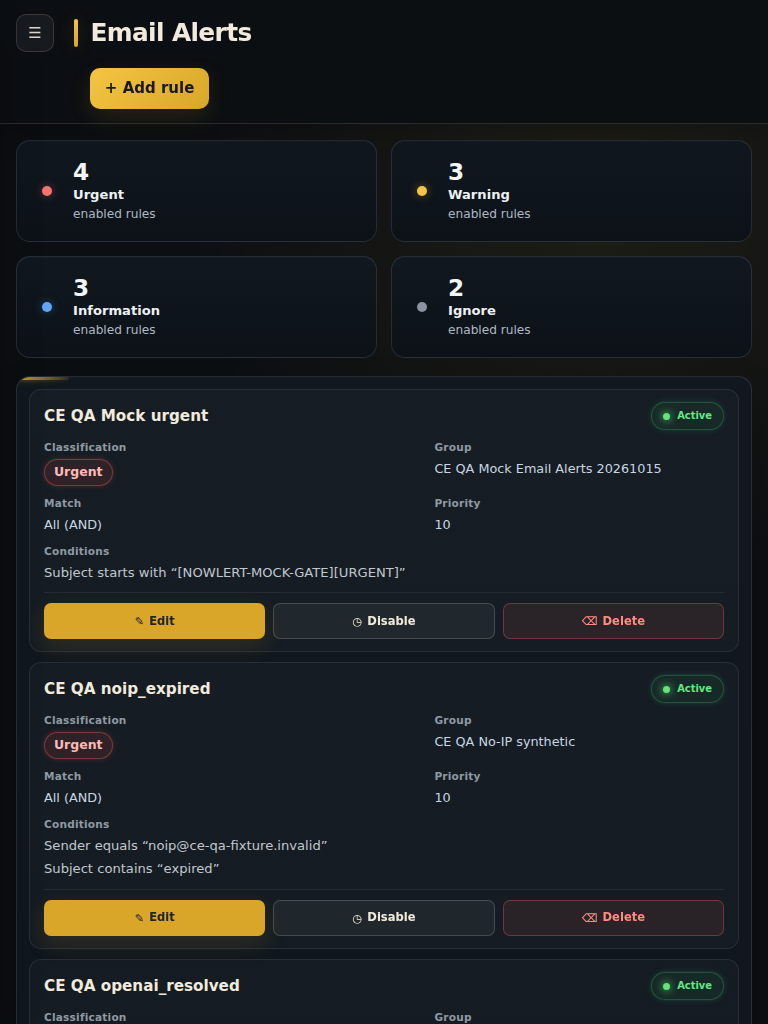 Email Alerts
+ Add rule
4
Urgent
enabled rules
3
Warning
enabled rules
3
Information
enabled rules
2
Ignore
enabled rules
CE QA Mock urgent
Active
Classification
Group
Urgent
CE QA Mock Email Alerts 20261015
Match
Priority
All (AND)
10
Conditions
Subject starts with “[NOWLERT-MOCK-GATE][URGENT]”
Edit
Disable
Delete
CE QA noip_expired
Active
Classification
Group
Urgent
CE QA No-IP synthetic
Match
Priority
All (AND)
10
Conditions
Sender equals “noip@ce-qa-fixture.invalid”
Subject contains “expired”
Edit
Disable
Delete
CE QA openai_resolved
Active
Classification
Group